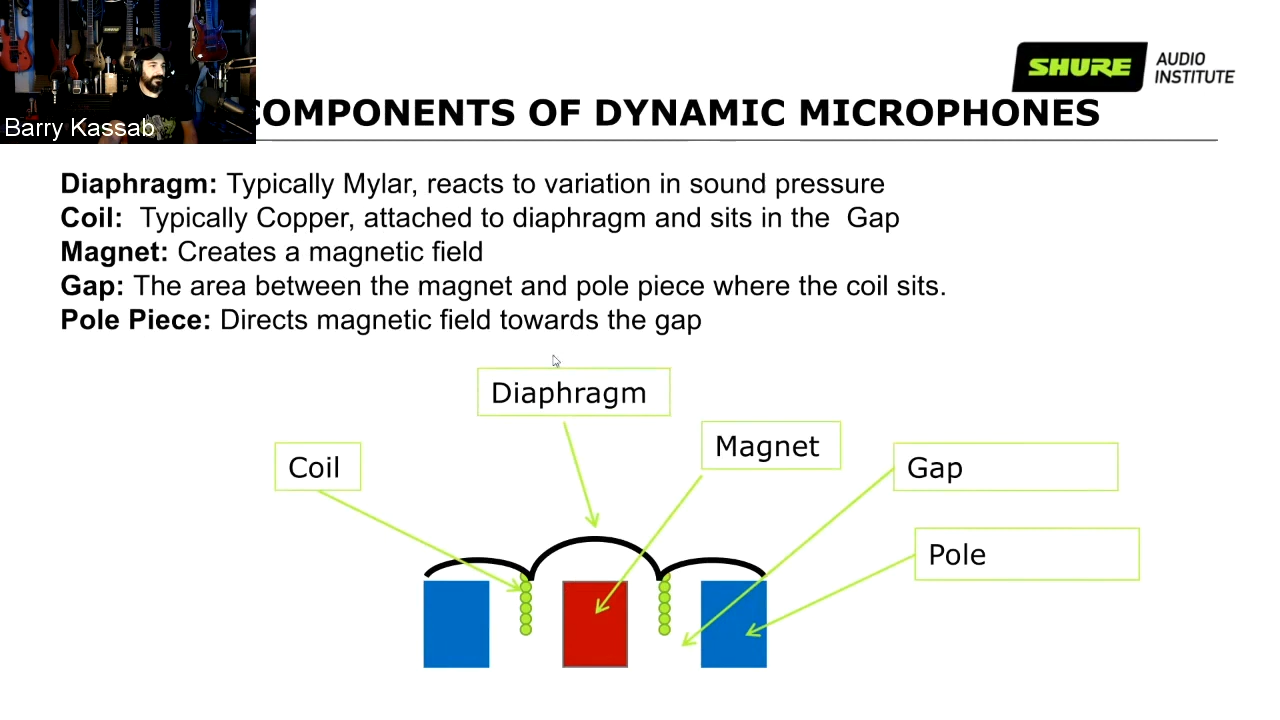 SHURE AUDIO
INSTITUTE
COMPONENTS OF DYNAMIC MICROPHONES
Barry Kassab
Diaphragm: Typically Mylar, reacts to variation in sound pressure
Coil: Typically Copper, attached to diaphragm and sits in the Gap
Magnet: Creates a magnetic field
Gap: The area between the magnet and pole piece where the coil sits.
Pole Piece: Directs magnetic field towards the gap
Diaphragm
Magnet
Coil
Gap
Pole